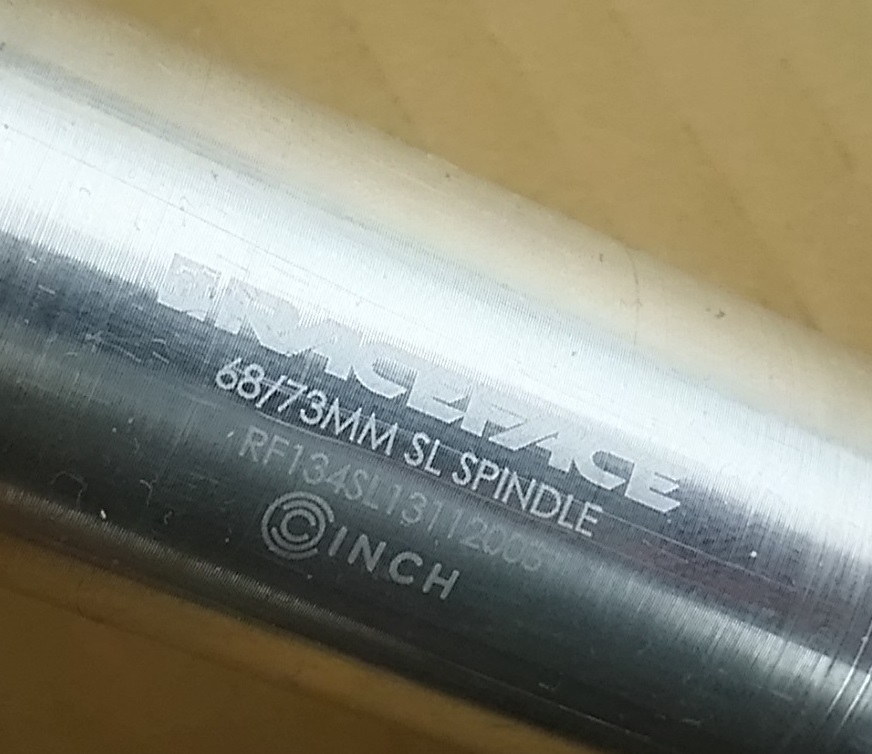 RACEFACE
68/73MM SL SPINDLE
RF134SL13112005
CINCH